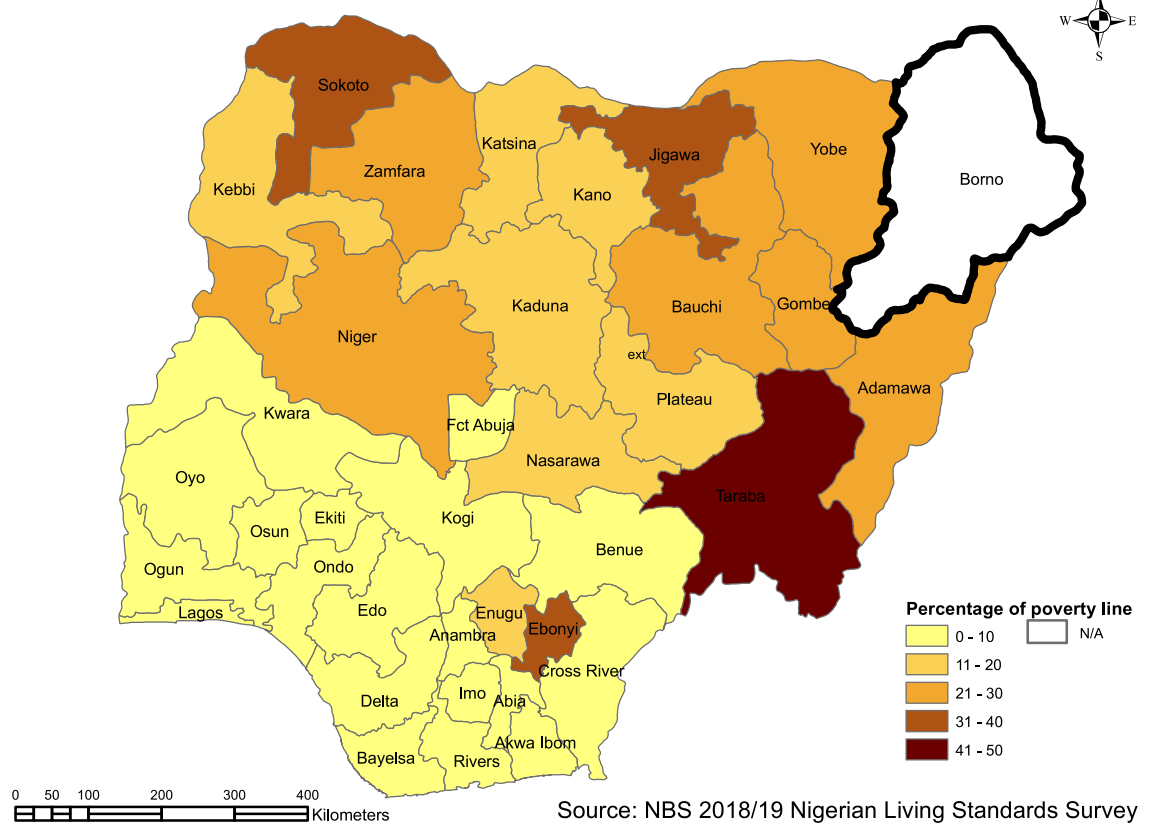 N
W E
S
Sokoto
Katsina
Yobe
Jigawa
Zamfara
Borno
Kebbi
Kano
Kaduna
Bauchi
Gombe
Niger
ext
Adamawa
Plateau
Kwara
Fct Abuja
Nasarawa
Oyo
Taraba
Kogi
Ekiti
Osun
Benue
Ogun
Ondo
Lagos
Edo
Enugu
Ebonyi
Anambra
Cross River
Imo
Delta
Abia
Akwa Ibom
Bayelsa
Rivers
Percentage of poverty line
0 - 10
N/A
11 - 20
21 - 30
31 - 40
41 - 50
0 50 100 200 300 400
Kilometers
Source: NBS 2018/19 Nigerian Living Standards Survey